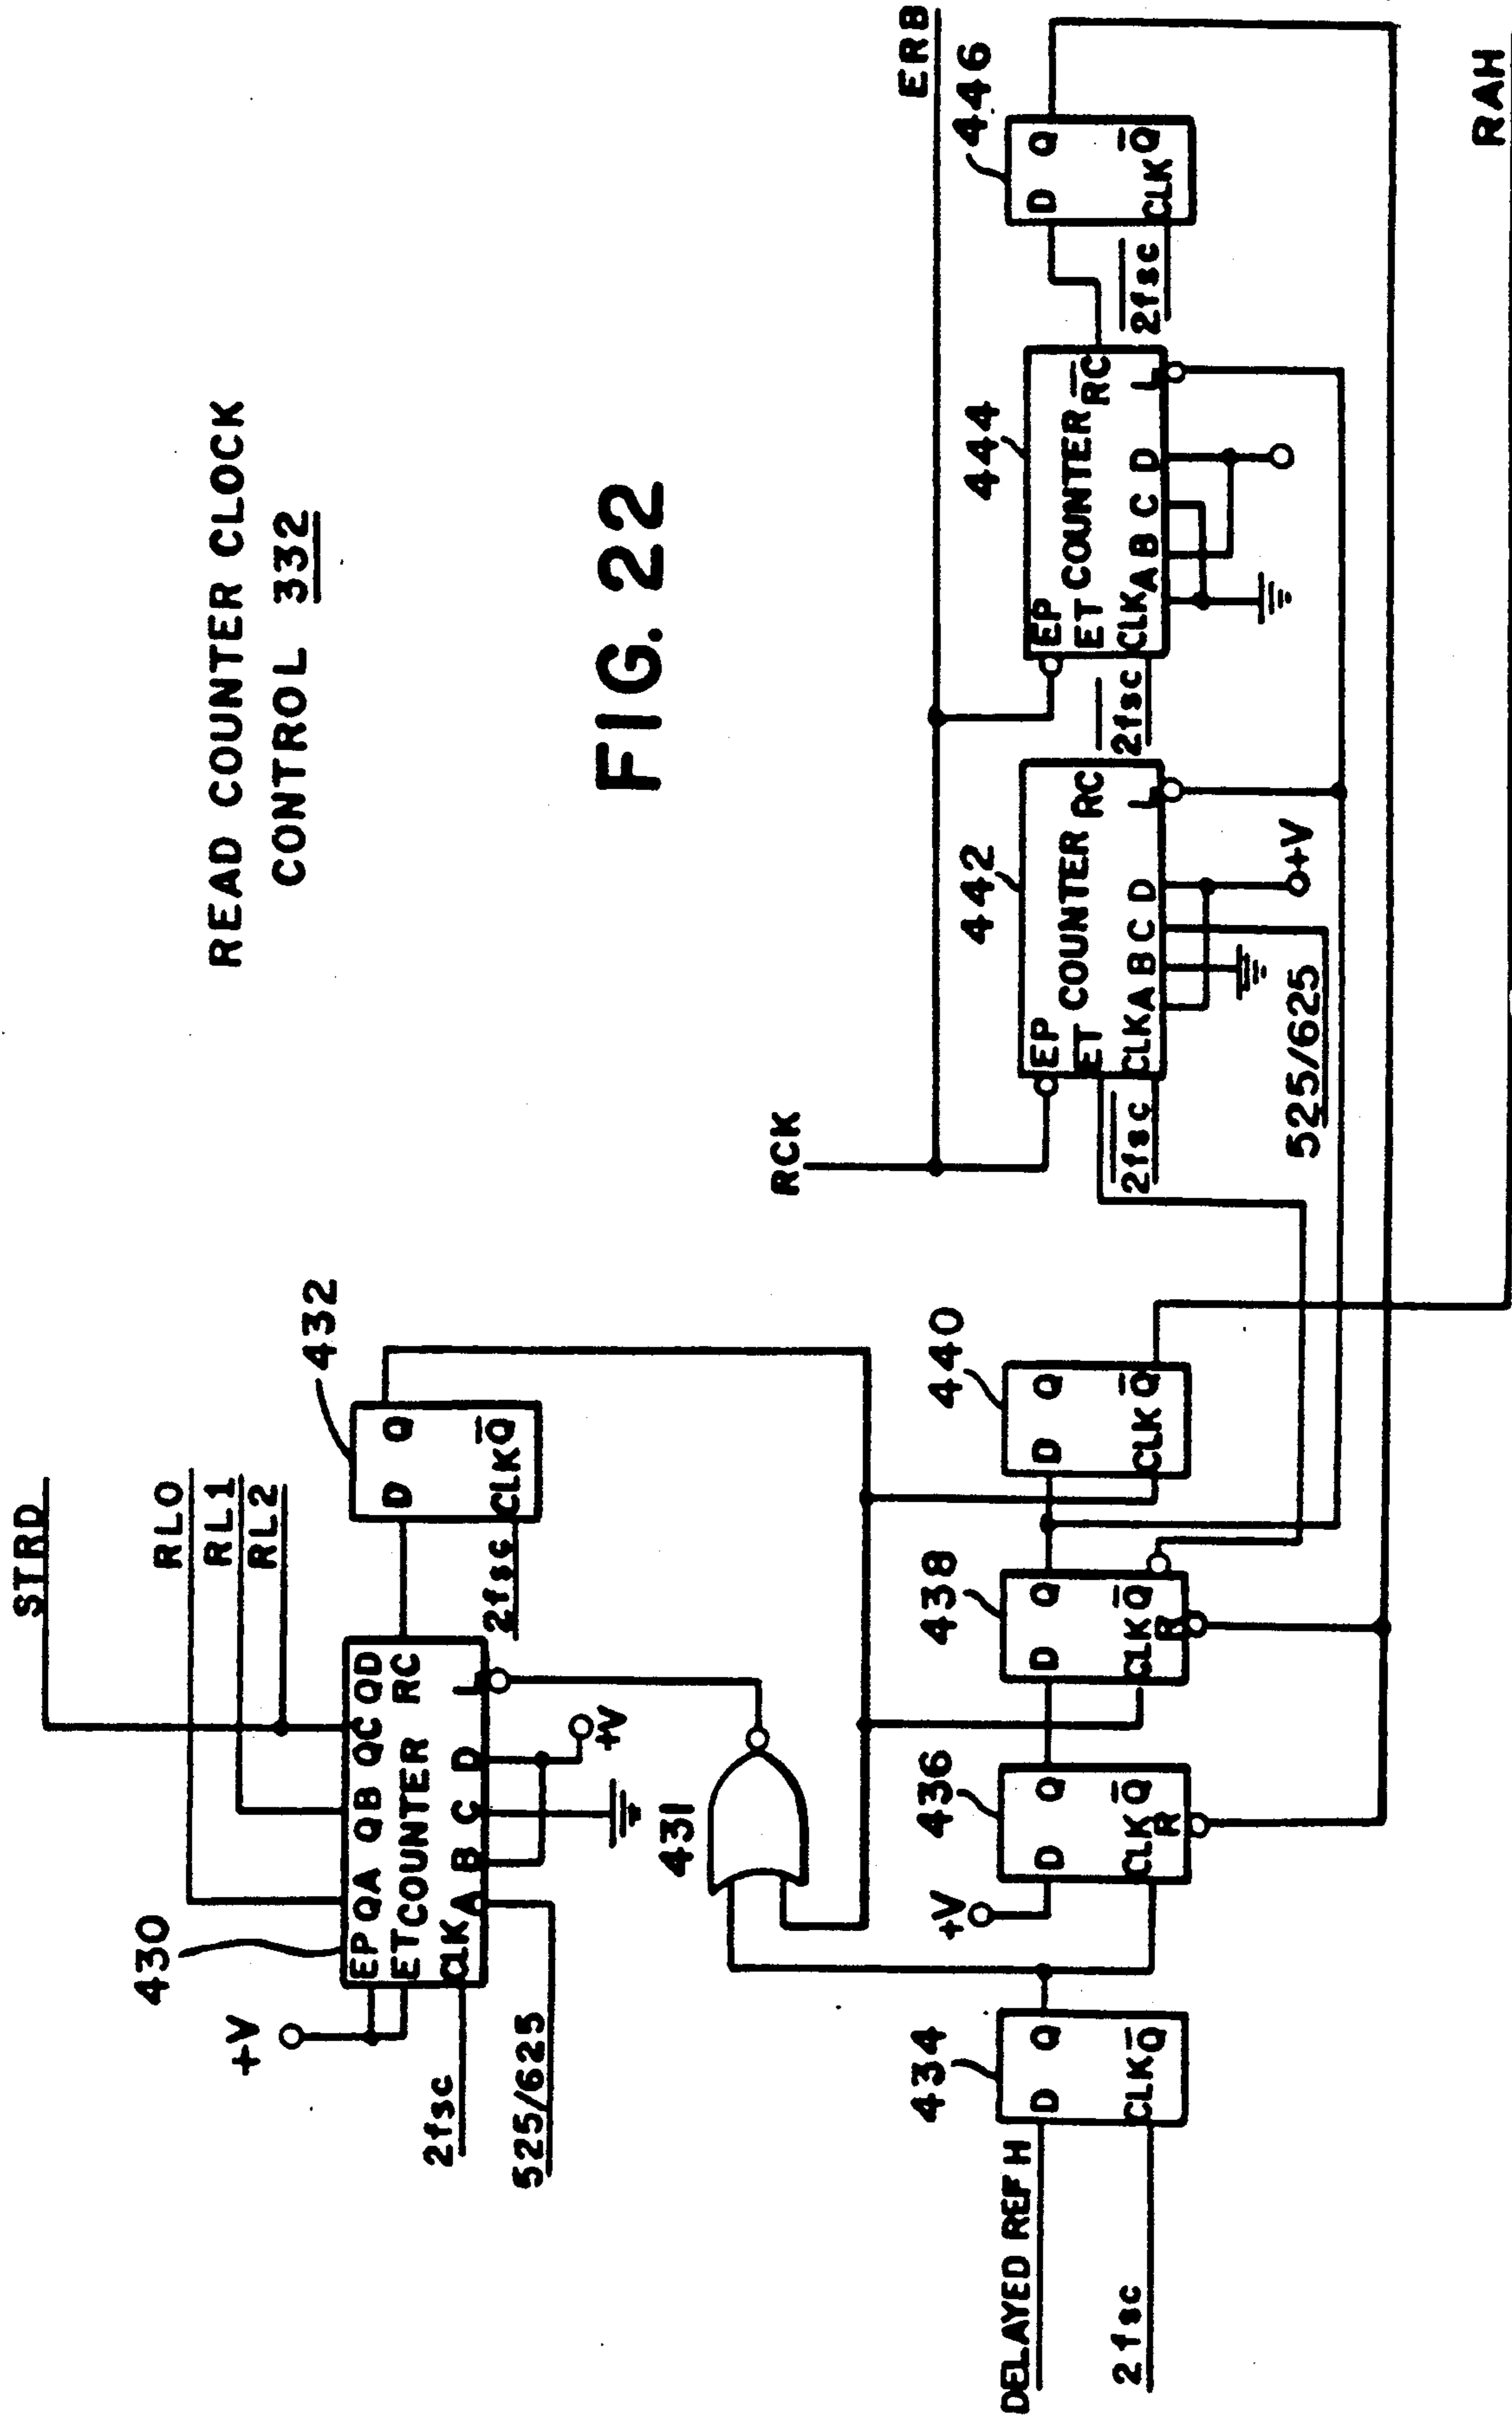 READ COUNTER CLOCK
CONTROL 332
FIG. 22
STRD
RL0
RL1
RL2
430
432
+V
EP QA QB QC QD
ET COUNTER RC
CLK A B C D L
2fsc
525/625
+V
D Q
CLK Q̅
2fsc
431
RCK
ERB
434
436
438
440
442
444
446
DELAYED REF H
2fsc
D Q
CLK Q̅
+V
D Q
CLK Q̅
R
D Q
CLK Q̅
R
D Q
CLK Q̅
EP
ET COUNTER RC
CLK A B C D L
2fsc
525/625
+V
EP
ET COUNTER R̅C
CLK A B C D L
2fsc
D Q
CLK Q̅
2fsc
RAH